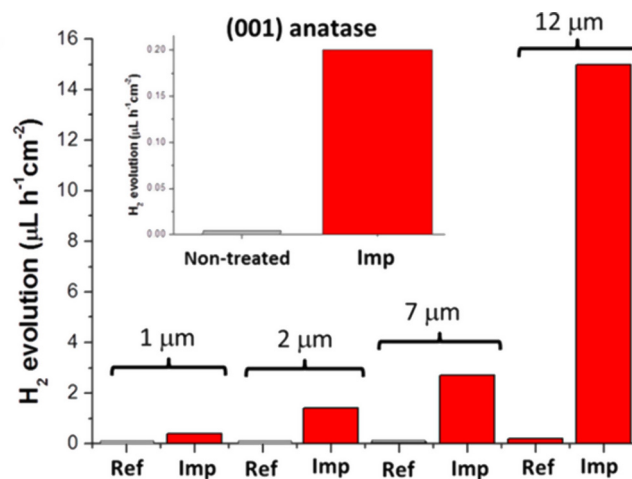 (001) anatase
H₂ evolution (μL h⁻¹cm⁻²)
0.20
0.15
0.10
0.05
0.00
Non-treated Imp
H₂ evolution (μL h⁻¹cm⁻²)
16
14
12
10
8
6
4
2
0
1 μm
2 μm
7 μm
12 μm
Ref Imp Ref Imp Ref Imp Ref Imp